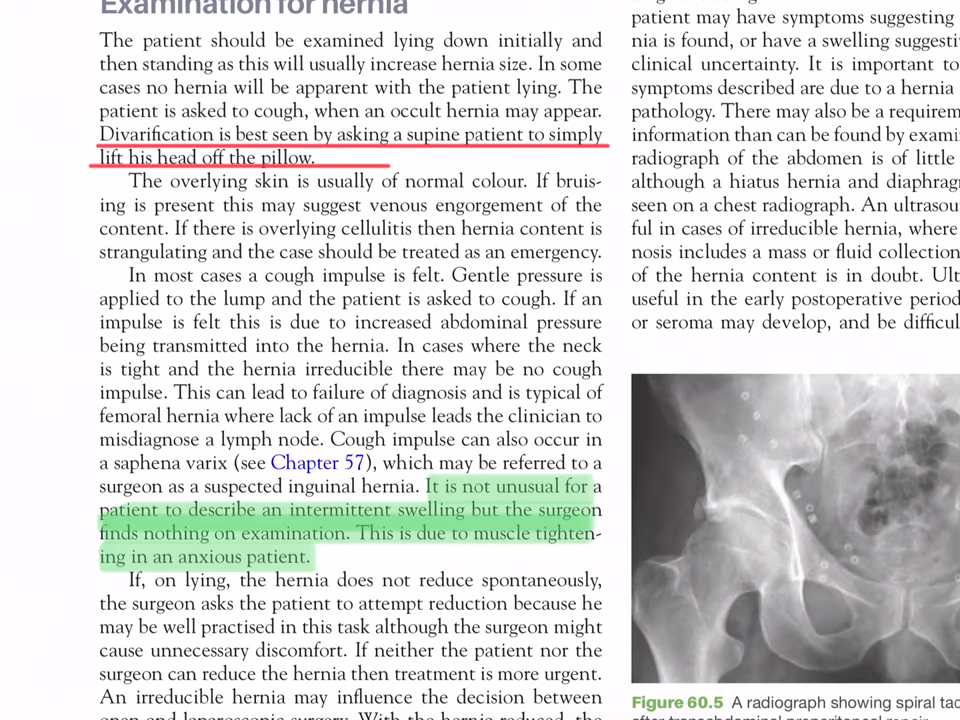 Examination for hernia
The patient should be examined lying down initially and
then standing as this will usually increase hernia size. In some
cases no hernia will be apparent with the patient lying. The
patient is asked to cough, when an occult hernia may appear.
Divarification is best seen by asking a supine patient to simply
lift his head off the pillow.
The overlying skin is usually of normal colour. If bruis-
ing is present this may suggest venous engorgement of the
content. If there is overlying cellulitis then hernia content is
strangulating and the case should be treated as an emergency.
In most cases a cough impulse is felt. Gentle pressure is
applied to the lump and the patient is asked to cough. If an
impulse is felt this is due to increased abdominal pressure
being transmitted into the hernia. In cases where the neck
is tight and the hernia irreducible there may be no cough
impulse. This can lead to failure of diagnosis and is typical of
femoral hernia where lack of an impulse leads the clinician to
misdiagnose a lymph node. Cough impulse can also occur in
a saphena varix (see Chapter 57), which may be referred to a
surgeon as a suspected inguinal hernia. It is not unusual for a
patient to describe an intermittent swelling but the surgeon
finds nothing on examination. This is due to muscle tighten-
ing in an anxious patient.
If, on lying, the hernia does not reduce spontaneously,
the surgeon asks the patient to attempt reduction because he
may be well practised in this task although the surgeon might
cause unnecessary discomfort. If neither the patient nor the
surgeon can reduce the hernia then treatment is more urgent.
An irreducible hernia may influence the decision between
patient may have symptoms suggesting
nia is found, or have a swelling
clinical uncertainty. It is important to
symptoms described are due to a hernia
pathology. There may also be a
information than can be found by
radiograph of the abdomen is of little
although a hiatus hernia and
seen on a chest radiograph. An
ful in cases of irreducible hernia, where
nosis includes a mass or fluid collection
of the hernia content is in doubt.
useful in the early postoperative period
or seroma may develop, and be
Figure 60.5 A radiograph showing spiral